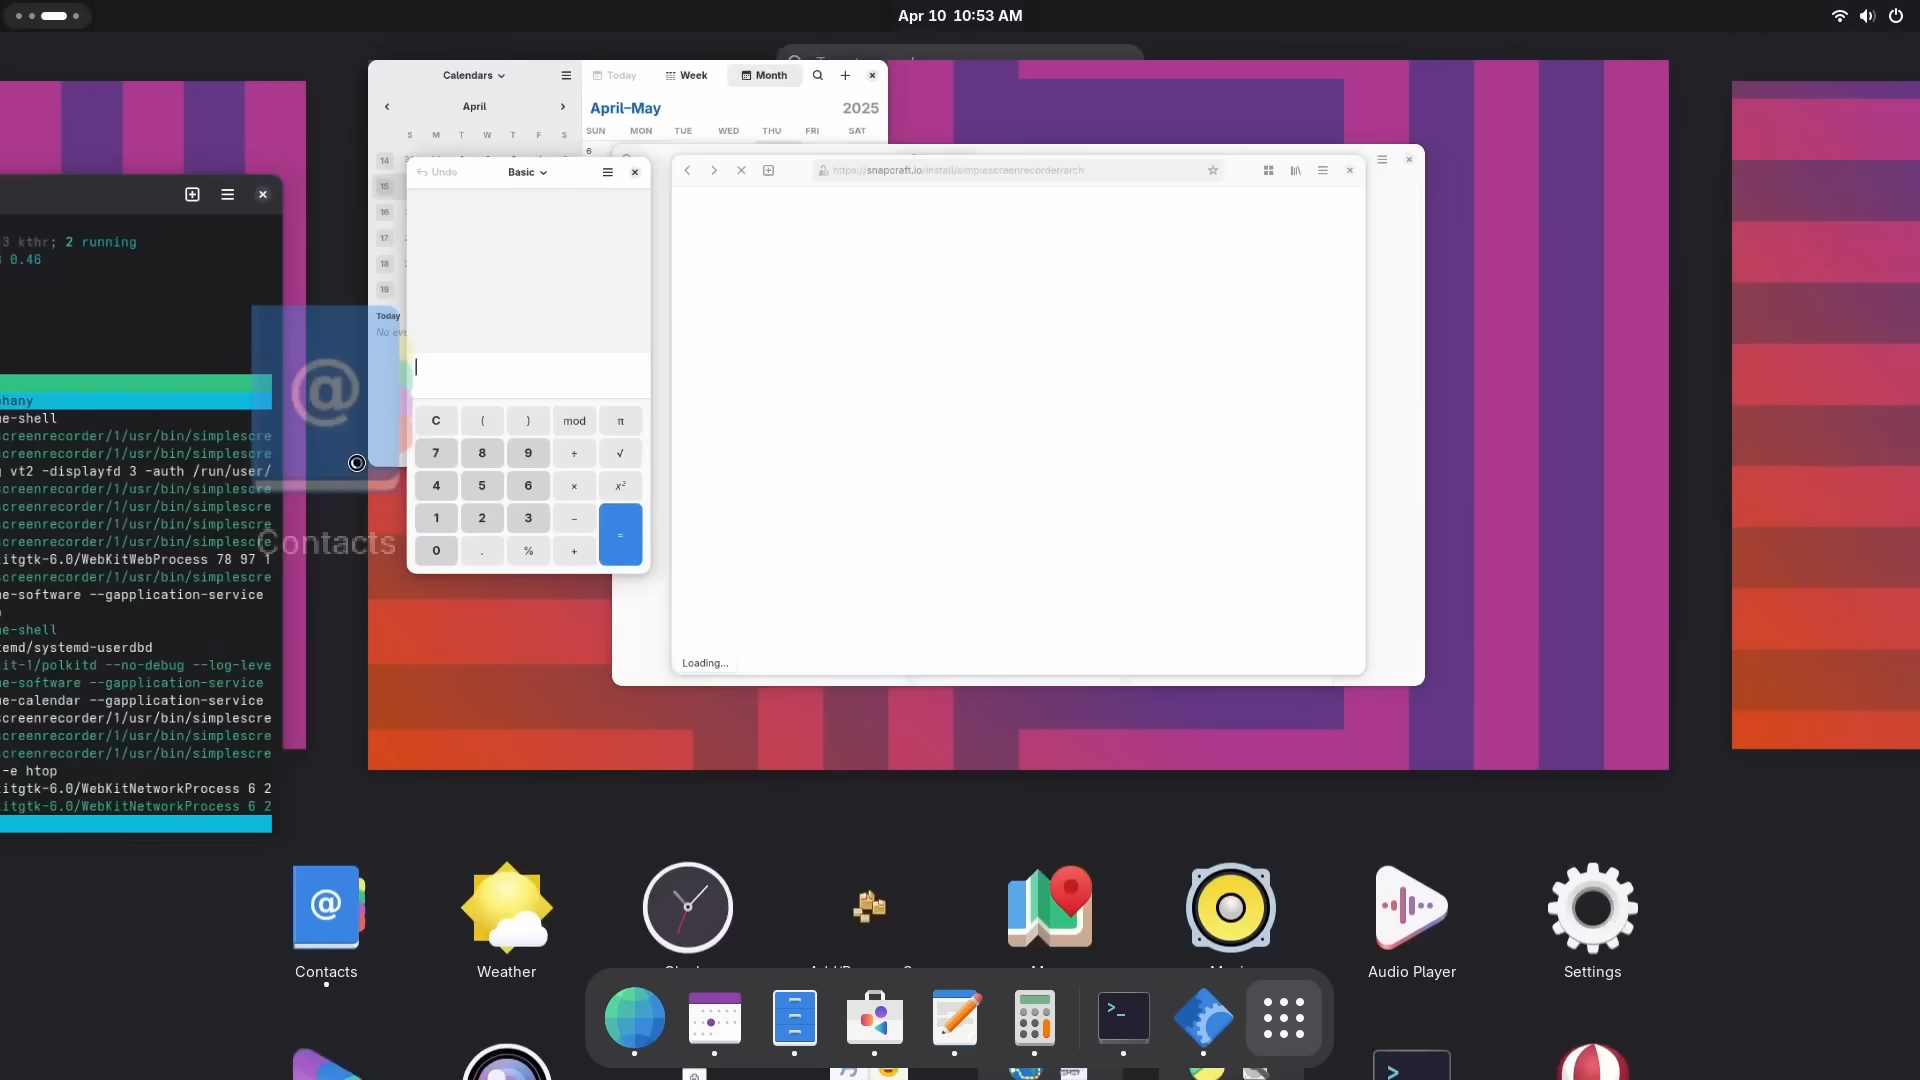 Apr 10 10:53 AM
Calendars
Today
Week
Month
April
April–May
2025
S M T W T F S
SUN MON TUE WED THU FRI SAT
14
6
15
16
17
18
19
Today
No eve
Undo
Basic
https://snapcraft.io/install/simplescreenrecorder/arch
C ( ) mod π
7 8 9 ÷ √
4 5 6 × x²
1 2 3 −
=
0 . % +
Loading...
3 kthr; 2 running
0.46
phany
e-shell
creenrecorder/1/usr/bin/simplescre
creenrecorder/1/usr/bin/simplescre
vt2 -displayfd 3 -auth /run/user/
creenrecorder/1/usr/bin/simplescre
creenrecorder/1/usr/bin/simplescre
creenrecorder/1/usr/bin/simplescre
creenrecorder/1/usr/bin/simplescre
itgtk-6.0/WebKitWebProcess 78 97 1
creenrecorder/1/usr/bin/simplescre
e-software --gapplication-service
e-shell
emd/systemd-userdbd
it-1/polkitd --no-debug --log-leve
e-software --gapplication-service
e-calendar --gapplication-service
creenrecorder/1/usr/bin/simplescre
creenrecorder/1/usr/bin/simplescre
creenrecorder/1/usr/bin/simplescre
-e htop
itgtk-6.0/WebKitNetworkProcess 6 2
itgtk-6.0/WebKitNetworkProcess 6 2
@
Contacts
@
Contacts
Weather
Audio Player
Settings
>_
>